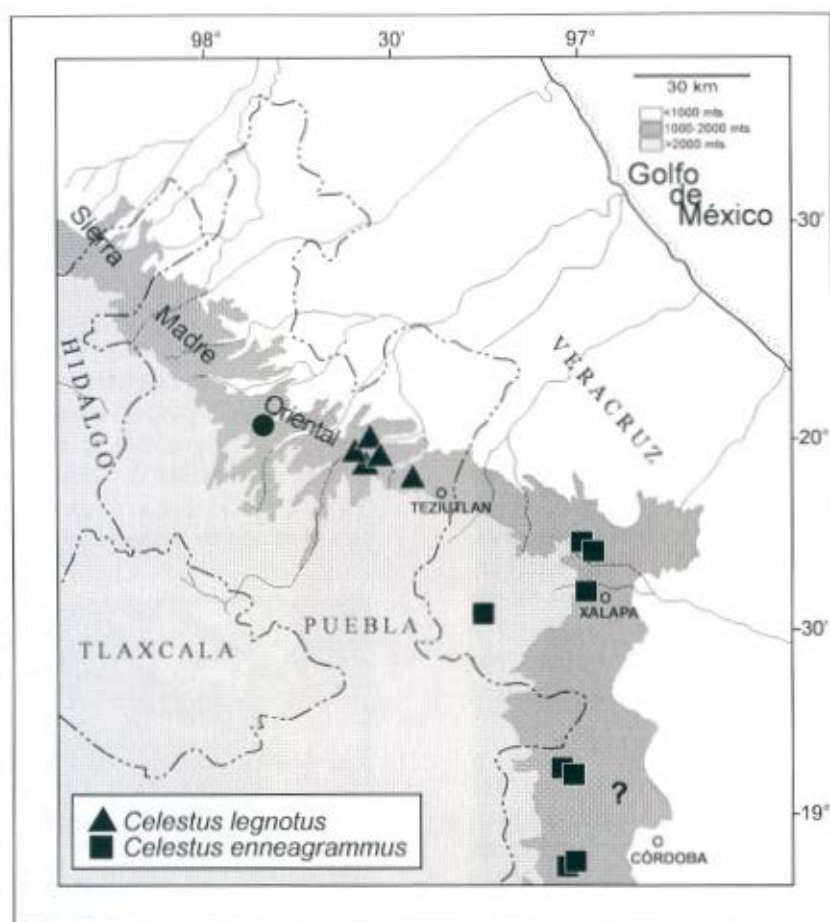 98°
30'
97°
30 km
<1000 mts
1000-2000 mts
>2000 mts
Golfo
de
México
30'
Sierra
Madre
Oriental
HIDALGO
VERACRUZ
20°
TEZIUTLAN
XALAPA
PUEBLA
30'
TLAXCALA
?
19°
CÓRDOBA
Celestus legnotus
Celestus enneagrammus